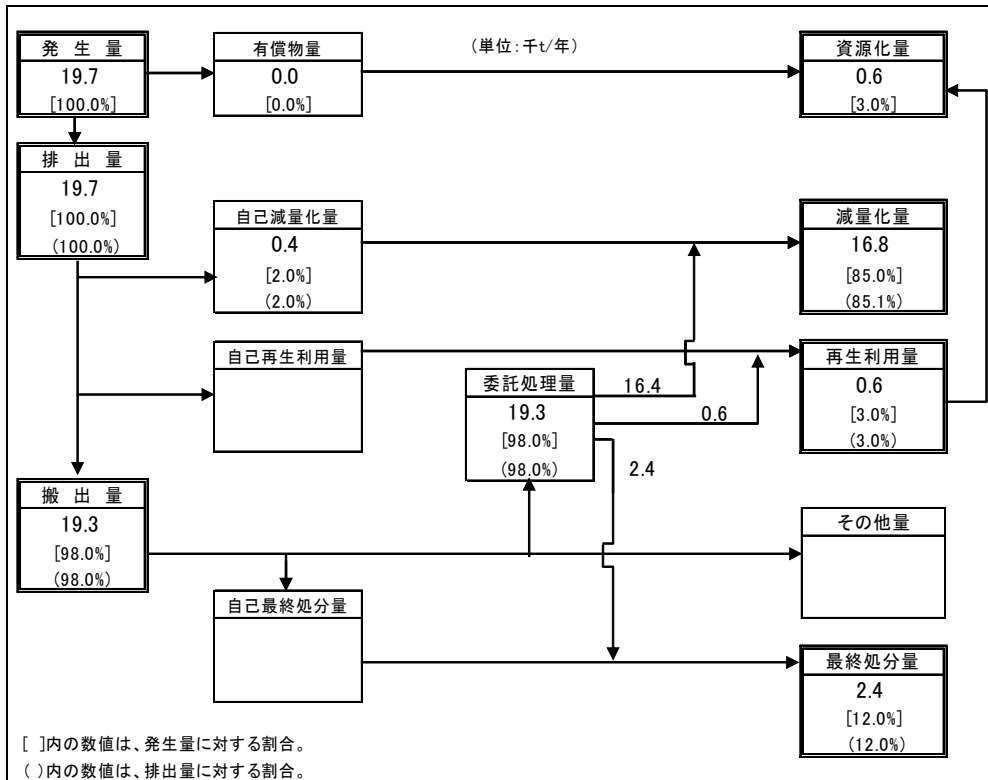 発 生 量
19.7
[100.0%]
有償物量
0.0
[0.0%]
(単位:千t/年)
資源化量
0.6
[3.0%]
排 出 量
19.7
[100.0%]
(100.0%)
自己減量化量
0.4
[2.0%]
(2.0%)
減量化量
16.8
[85.0%]
(85.1%)
自己再生利用量
委託処理量
19.3
[98.0%]
(98.0%)
16.4
0.6
2.4
再生利用量
0.6
[3.0%]
(3.0%)
搬 出 量
19.3
[98.0%]
(98.0%)
その他量
自己最終処分量
最終処分量
2.4
[12.0%]
(12.0%)
[ ]内の数値は、発生量に対する割合。
( )内の数値は、排出量に対する割合。